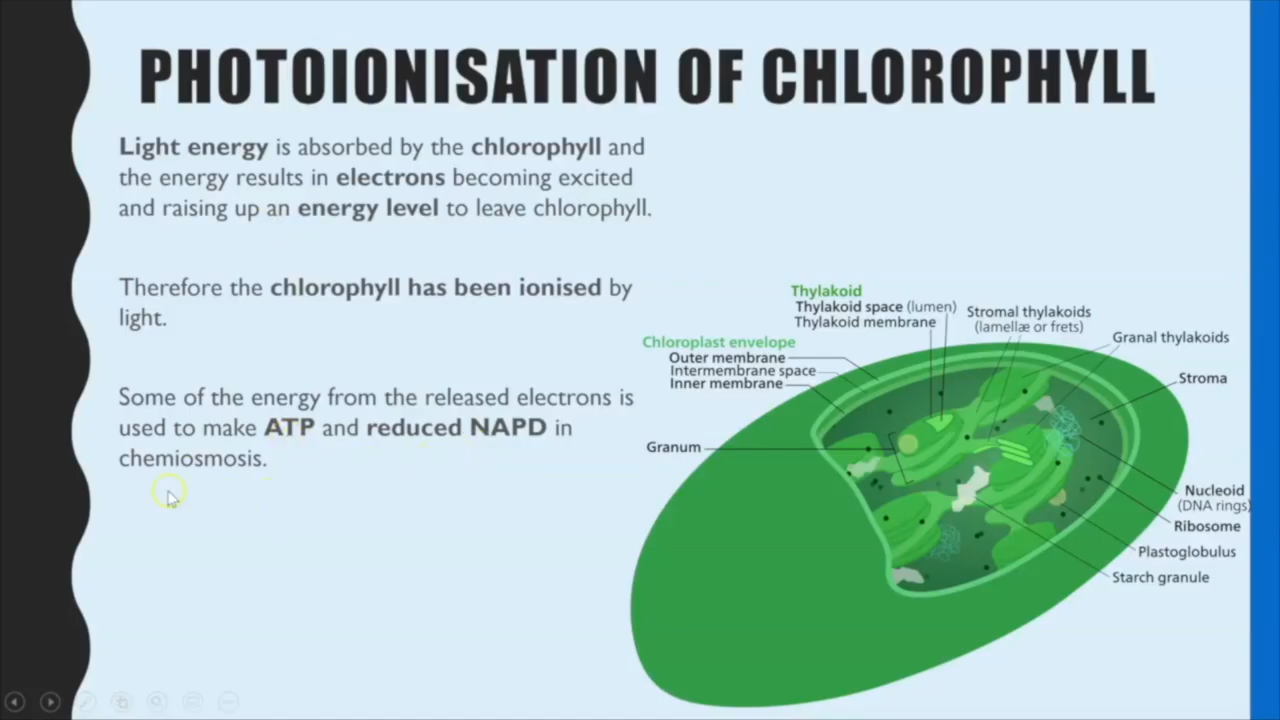 PHOTOIONISATION OF CHLOROPHYLL
Light energy is absorbed by the chlorophyll and
the energy results in electrons becoming excited
and raising up an energy level to leave chlorophyll.
Therefore the chlorophyll has been ionised by
light.
Some of the energy from the released electrons is
used to make ATP and reduced NAPD in
chemiosmosis.
Thylakoid
Thylakoid space (lumen)
Thylakoid membrane
Stromal thylakoids
(lamellæ or frets)
Granal thylakoids
Chloroplast envelope
Outer membrane
Intermembrane space
Inner membrane
Stroma
Granum
Nucleoid
(DNA rings)
Ribosome
Plastoglobulus
Starch granule